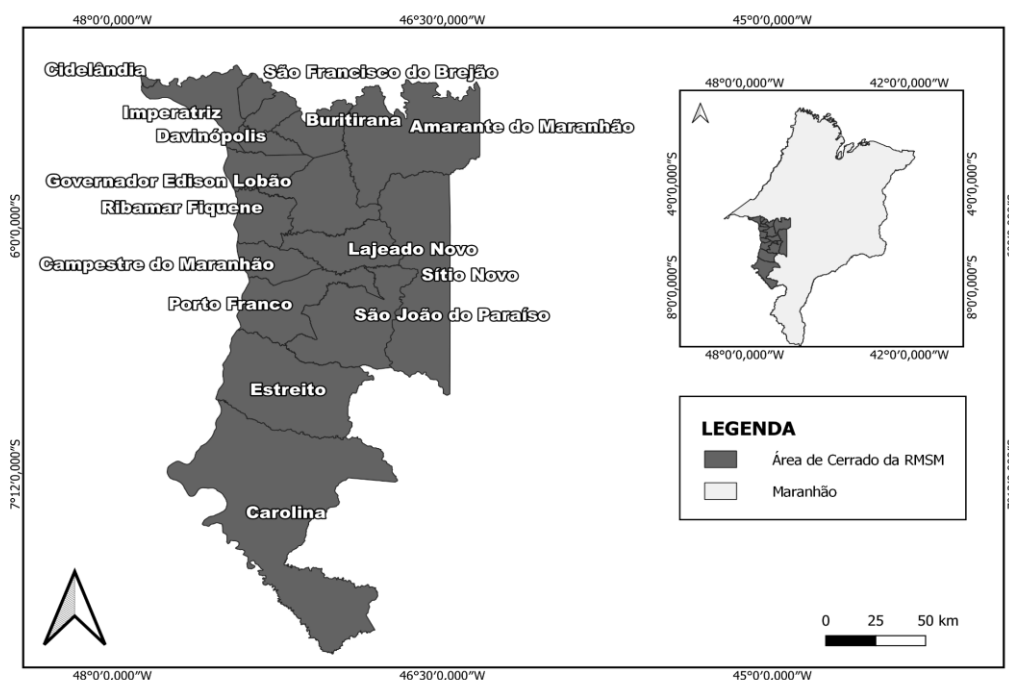 48°0'0,000"W 46°30'0,000"W 45°0'0,000"W
Cidelândia
São Francisco do Brejão
Imperatriz
Buritirana
Amarante do Maranhão
Davinópolis
Governador Edison Lobão
Ribamar Fiquene
Lajeado Novo
Campestre do Maranhão
Sítio Novo
Porto Franco
São João do Paraíso
Estreito
Carolina
6°0'0,000"S
7°12'0,000"S
48°0'0,000"W 42°0'0,000"W
4°0'0,000"S
8°0'0,000"S
4°0'0,000"S
8°0'0,000"S
48°0'0,000"W 42°0'0,000"W
LEGENDA
Área de Cerrado da RMSM
Maranhão
0 25 50 km
48°0'0,000"W 46°30'0,000"W 45°0'0,000"W